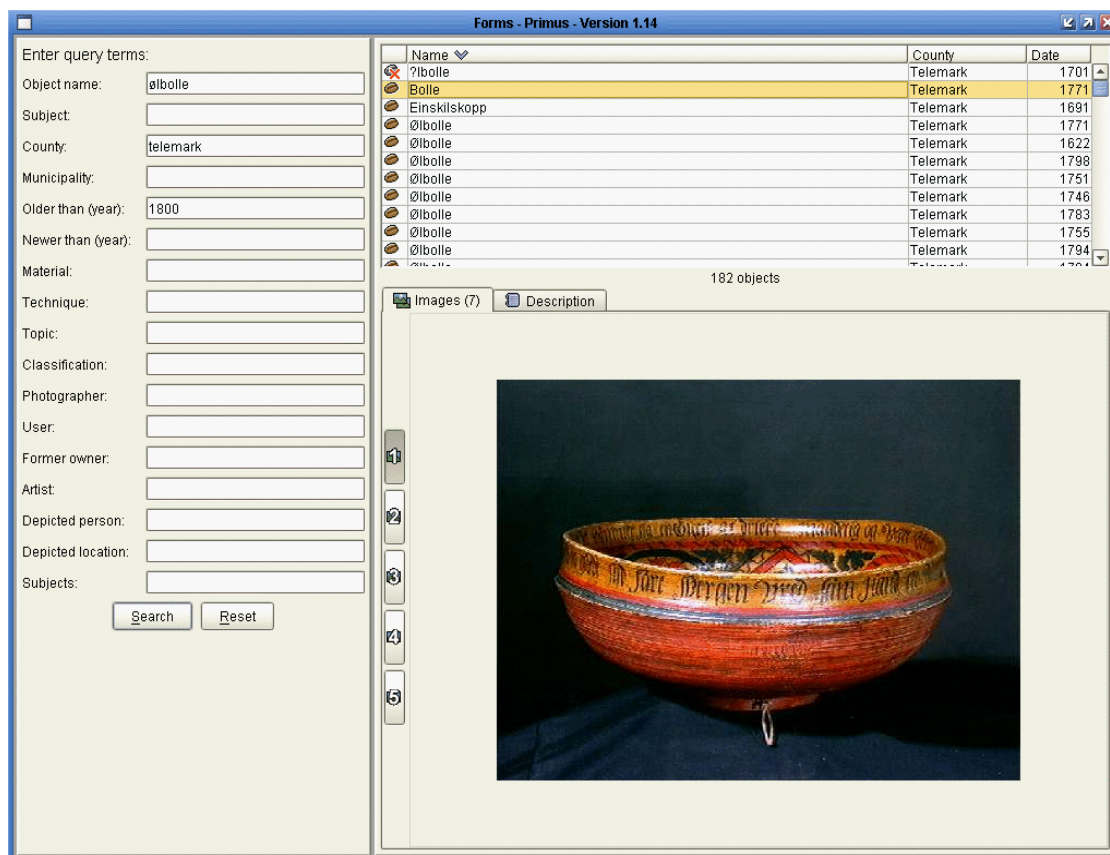 Forms - Primus - Version 1.14
Enter query terms:
Object name: ølbolle
Subject:
County: telemark
Municipality:
Older than (year): 1800
Newer than (year):
Material:
Technique:
Topic:
Classification:
Photographer:
User:
Former owner:
Artist:
Depicted person:
Depicted location:
Subjects:
Search Reset
Name County Date
?lbolle Telemark 1701
Bolle Telemark 1771
Einskilskopp Telemark 1691
Ølbolle Telemark 1771
Ølbolle Telemark 1622
Ølbolle Telemark 1798
Ølbolle Telemark 1751
Ølbolle Telemark 1746
Ølbolle Telemark 1783
Ølbolle Telemark 1755
Ølbolle Telemark 1794
182 objects
Images (7) Description
1
2
3
4
5
Bergen